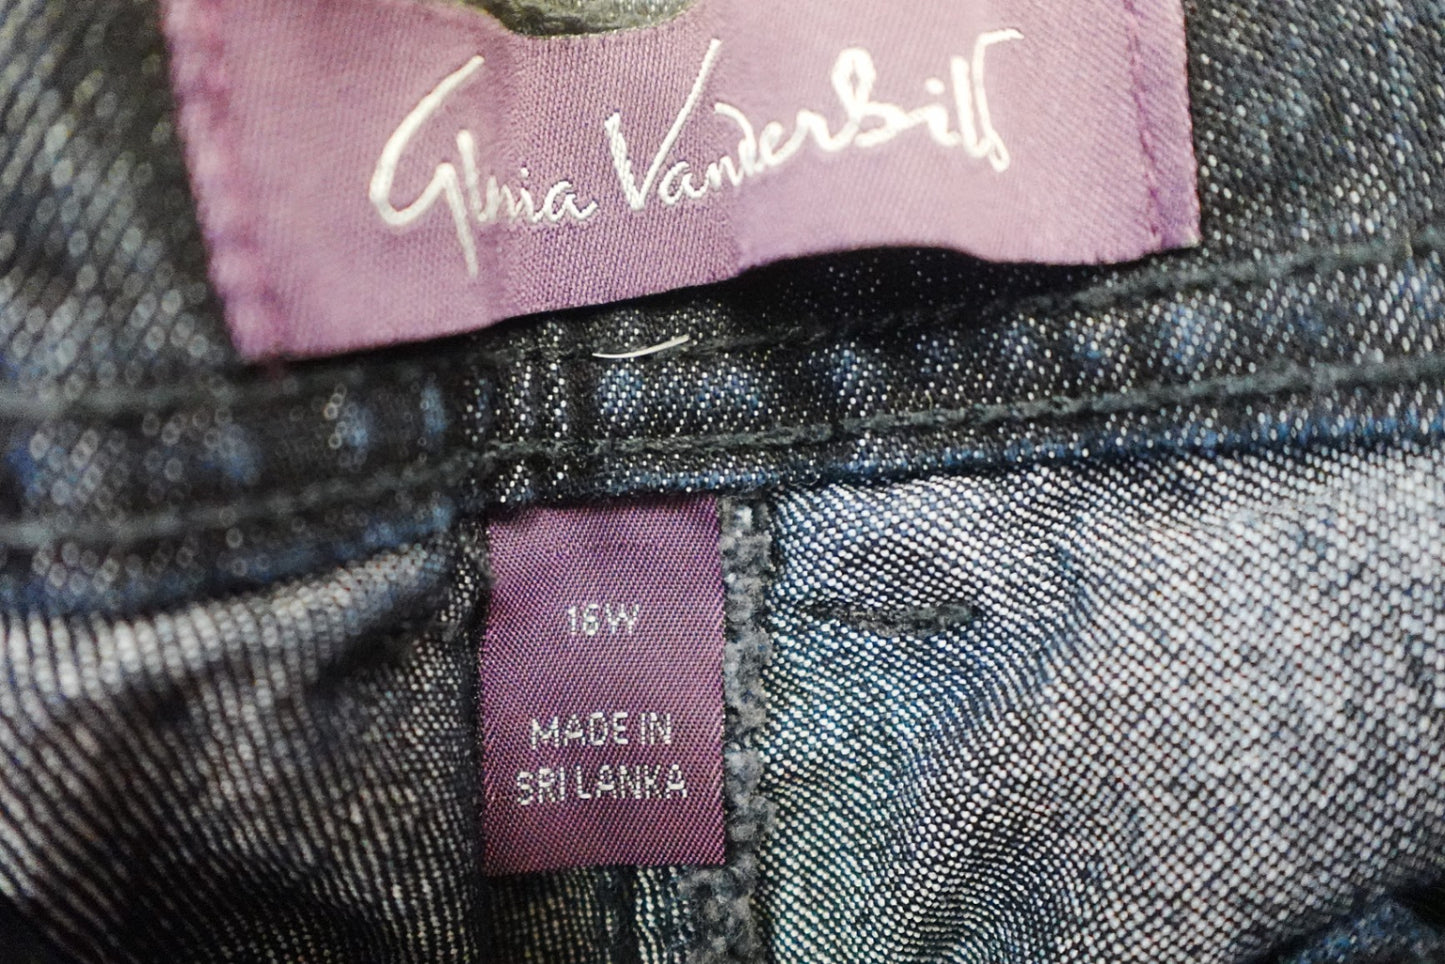 Gloria Vanderbilt
16W
MADE IN
SRI LANKA